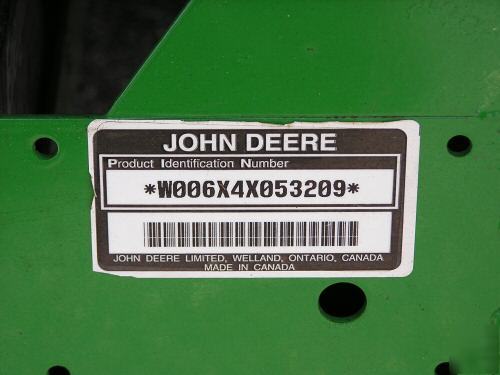 JOHN DEERE
Product Identification Number
*W006X4X053209*
JOHN DEERE LIMITED, WELLAND, ONTARIO, CANADA
MADE IN CANADA